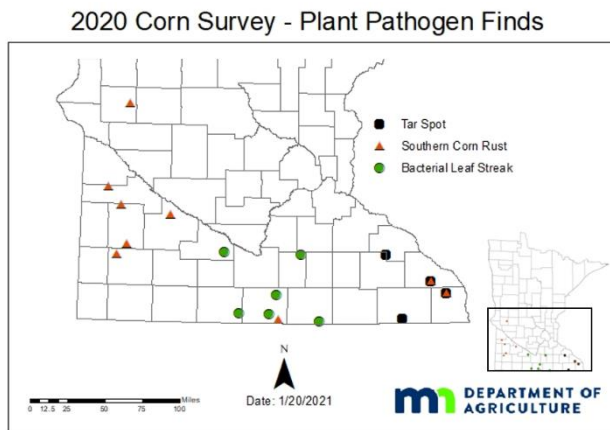 2020 Corn Survey - Plant Pathogen Finds
Tar Spot
Southern Corn Rust
Bacterial Leaf Streak
N
Miles
0 12.5 25 50 75 100
Date: 1/20/2021
mn DEPARTMENT OF
AGRICULTURE